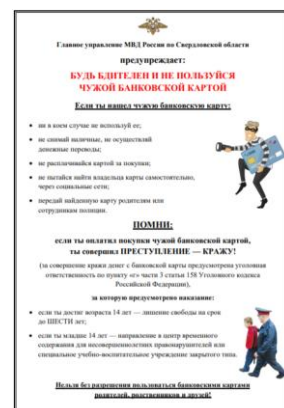 Главное управление МВД России по Свердловской области
предупреждает:
БУДЬ БДИТЕЛЕН И НЕ ПОЛЬЗУЙСЯ
ЧУЖОЙ БАНКОВСКОЙ КАРТОЙ
Если ты нашел чужую банковскую карту:
• ни в коем случае не используй ее;
• не снимай наличные, не осуществляй
денежные переводы;
• не расплачивайся картой за покупки;
• не пытайся найти владельца карты самостоятельно,
через социальные сети;
• передай найденную карту родителям или
сотрудникам полиции.
ПОМНИ:
если ты оплатил покупки чужой банковской картой,
ты совершил ПРЕСТУПЛЕНИЕ — КРАЖУ!
(за совершение кражи денег с банковской карты предусмотрена уголовная
ответственность по пункту «г» части 3 статьи 158 Уголовного кодекса
Российской Федерации),
за которую предусмотрено наказание:
• если ты достиг возраста 14 лет — лишение свободы на срок
до ШЕСТИ лет;
• если ты младше 14 лет — направление в центр временного
содержания для несовершеннолетних правонарушителей или
специальное учебно-воспитательное учреждение закрытого типа.
Нельзя без разрешения пользоваться банковскими картами
родителей, родственников и друзей!